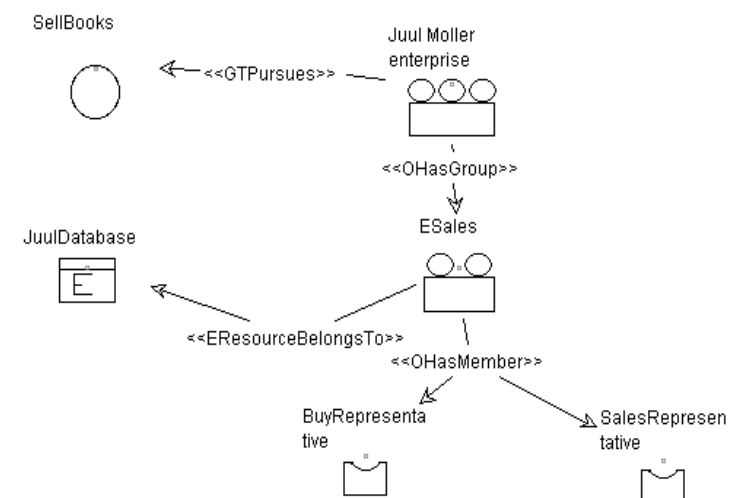 SellBooks
Juul Moller
enterprise
<<GTPursues>>
<<OHasGroup>>
ESales
JuulDatabase
E
<<EResourceBelongsTo>>
<<OHasMember>>
BuyRepresenta
tive
SalesRepresen
tative